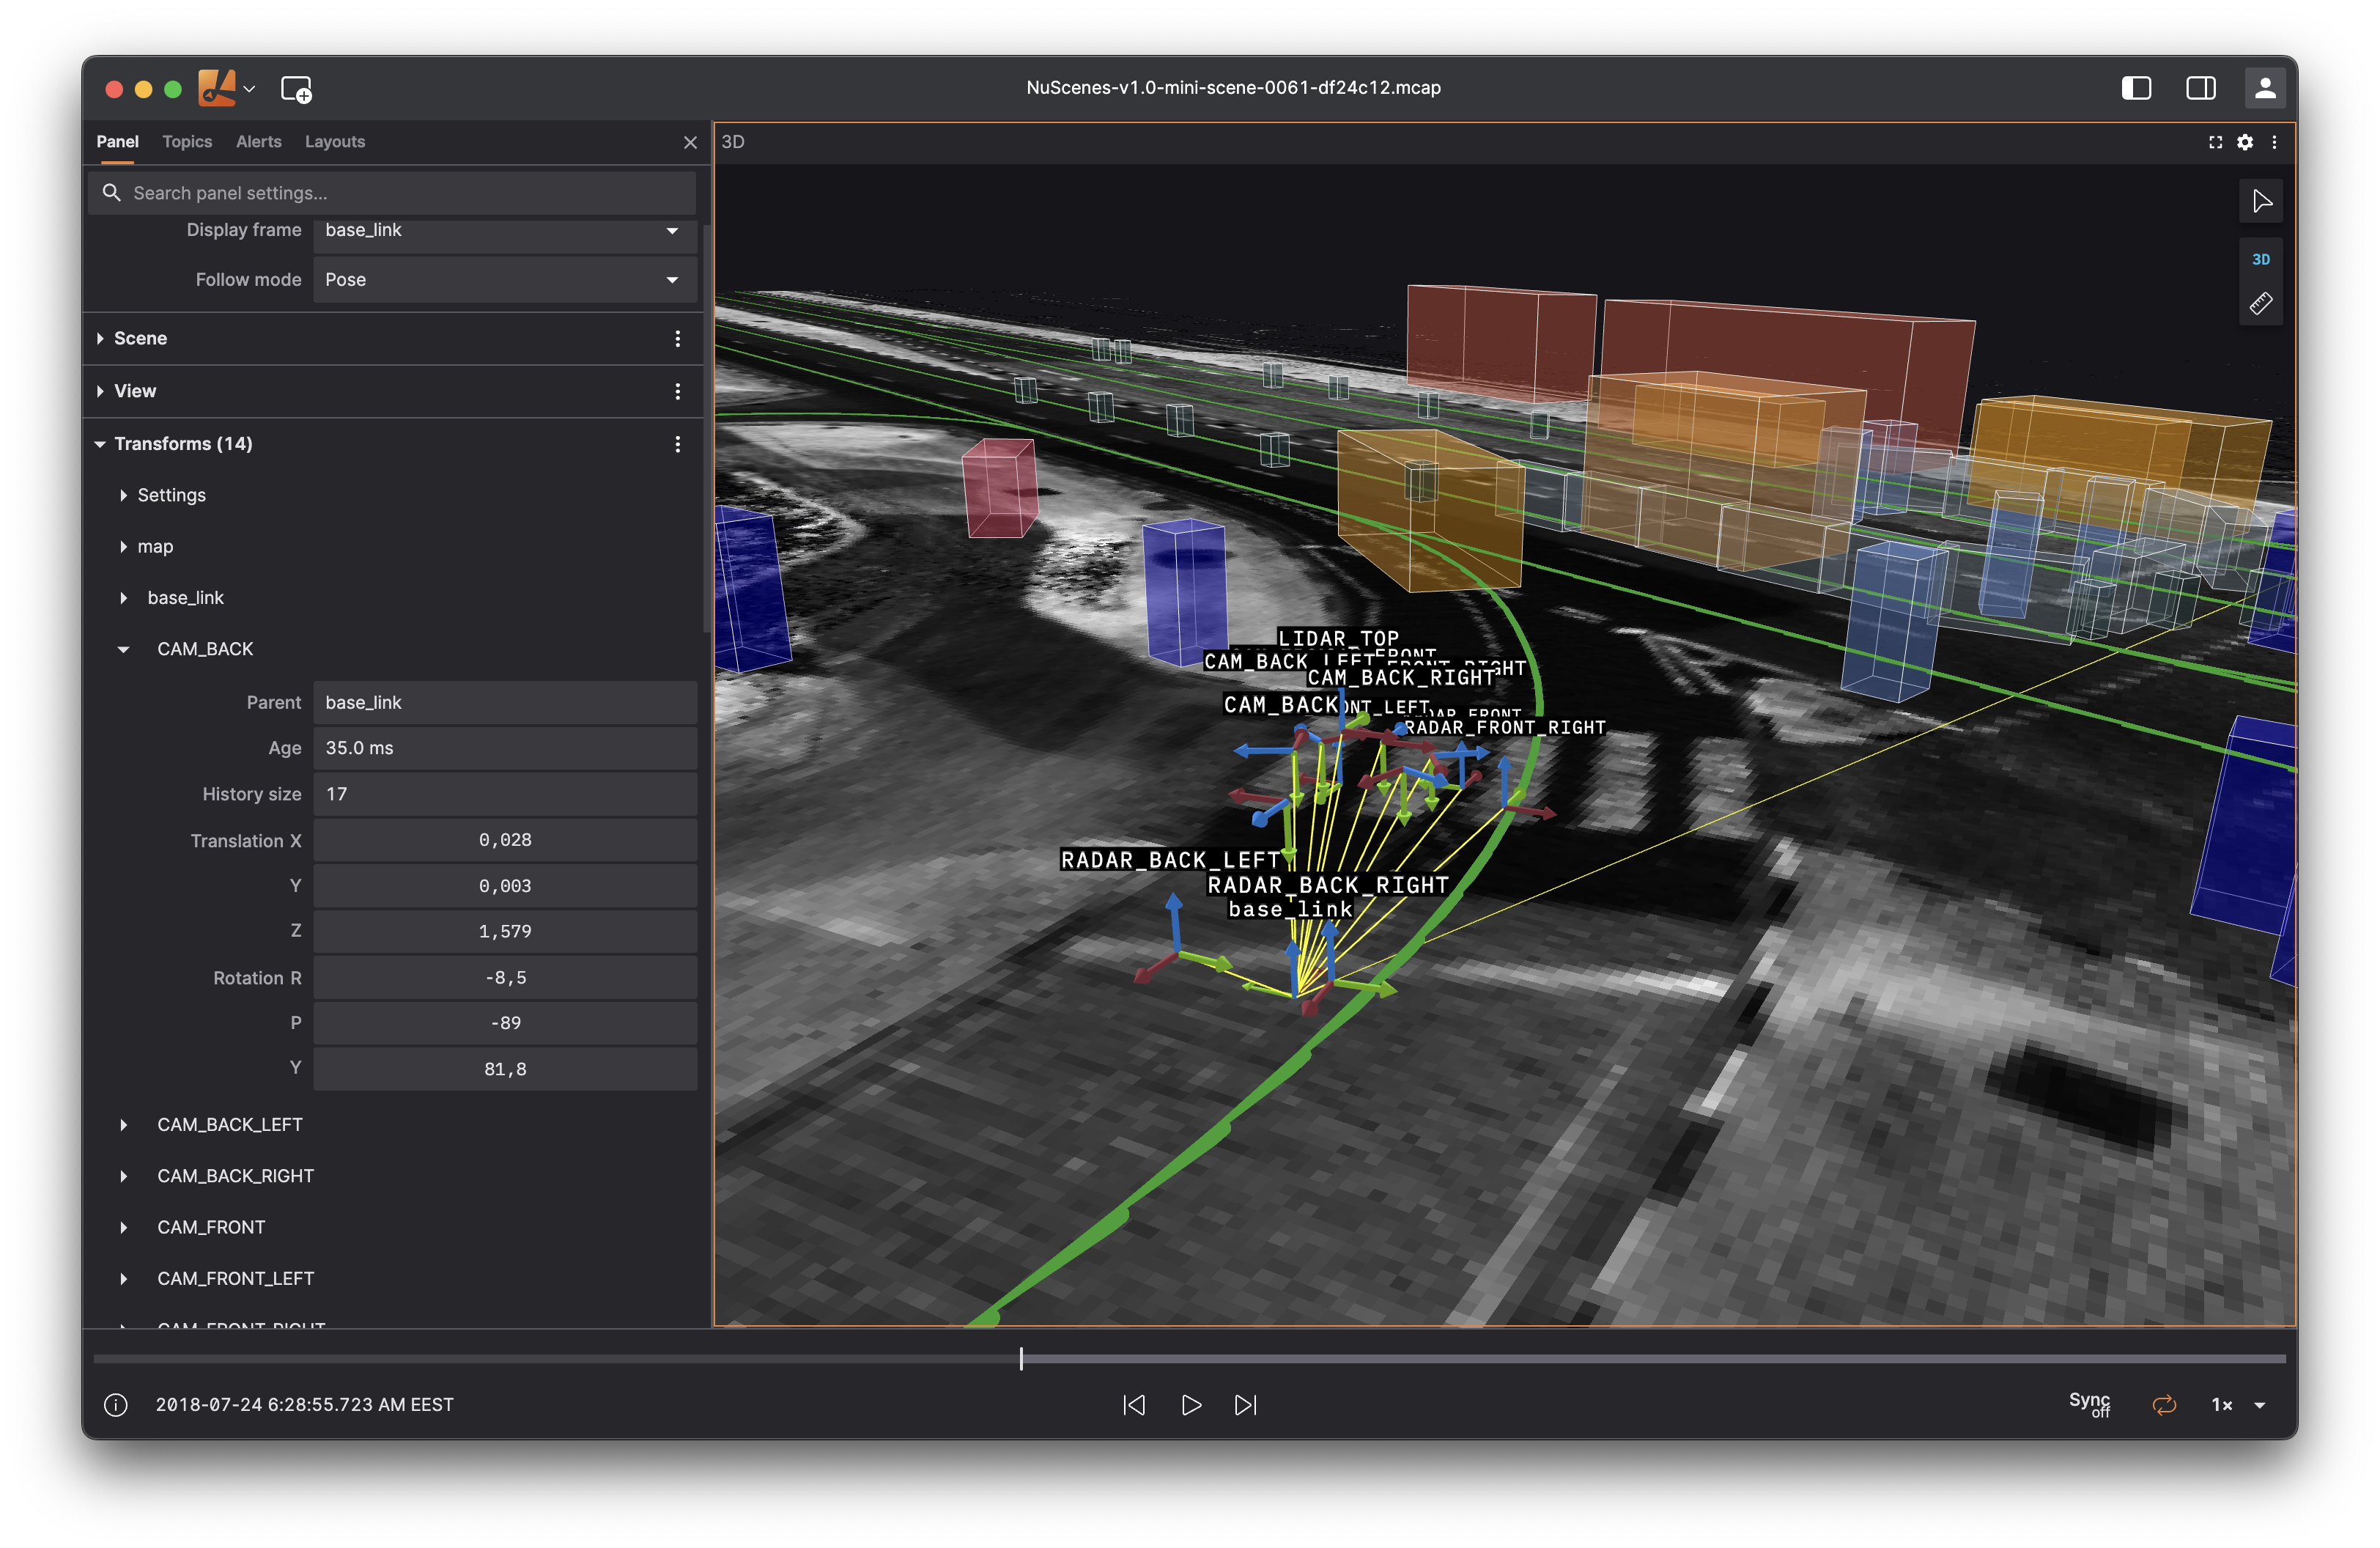 NuScenes-v1.0-mini-scene-0061-df24c12.mcap
Panel Topics Alerts Layouts
Search panel settings...
Display frame base_link
Follow mode Pose
Scene
View
Transforms (14)
Settings
map
base_link
CAM_BACK
Parent base_link
Age 35.0 ms
History size 17
Translation X 0,028
Y 0,003
Z 1,579
Rotation R -8,5
P -89
Y 81,8
CAM_BACK_LEFT
CAM_BACK_RIGHT
CAM_FRONT
CAM_FRONT_LEFT
CAM_FRONT_RIGHT
3D
3D
LIDAR_TOP
CAM_BACK_LEFT
CAM_BACK_RIGHT
CAM_BACK
RADAR_FRONT_RIGHT
RADAR_BACK_LEFT
RADAR_BACK_RIGHT
base_link
2018-07-24 6:28:55.723 AM EEST
Sync
off
1×